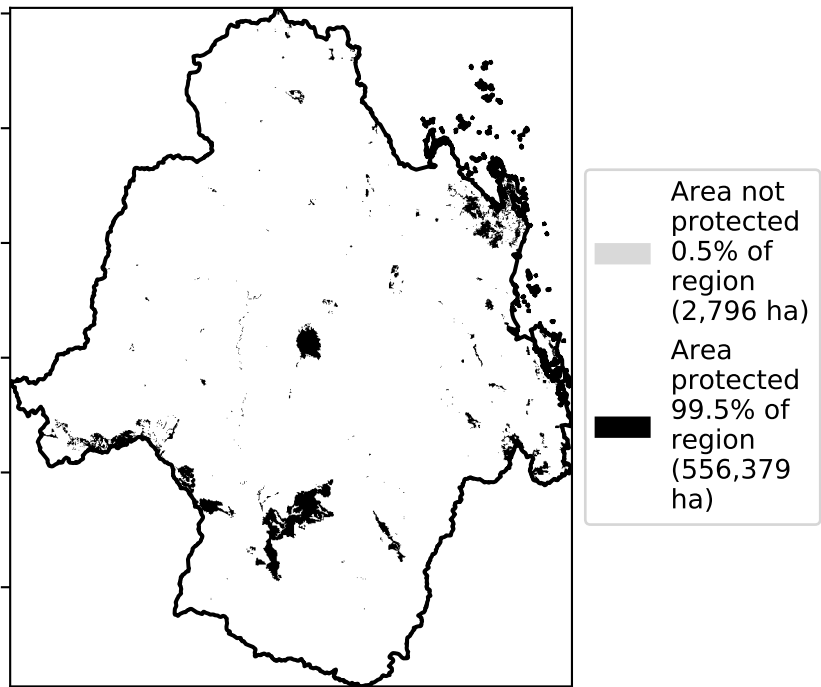 Area not
protected
0.5% of
region
(2,796 ha)
Area
protected
99.5% of
region
(556,379
ha)